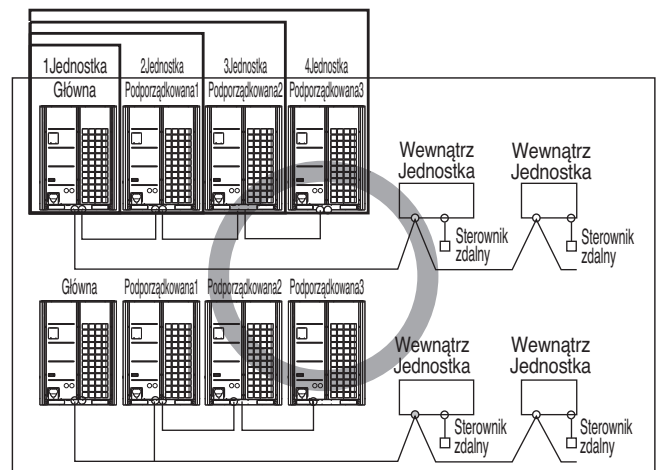 1Jednostka 2Jednostka 3Jednostka 4Jednostka
Główna Podporządkowana1 Podporządkowana2 Podporządkowana3
Wewnątrz
Jednostka
Sterownik
zdalny
Wewnątrz
Jednostka
Sterownik
zdalny
Główna Podporządkowana1 Podporządkowana2 Podporządkowana3
Wewnątrz
Jednostka
Sterownik
zdalny
Wewnątrz
Jednostka
Sterownik
zdalny